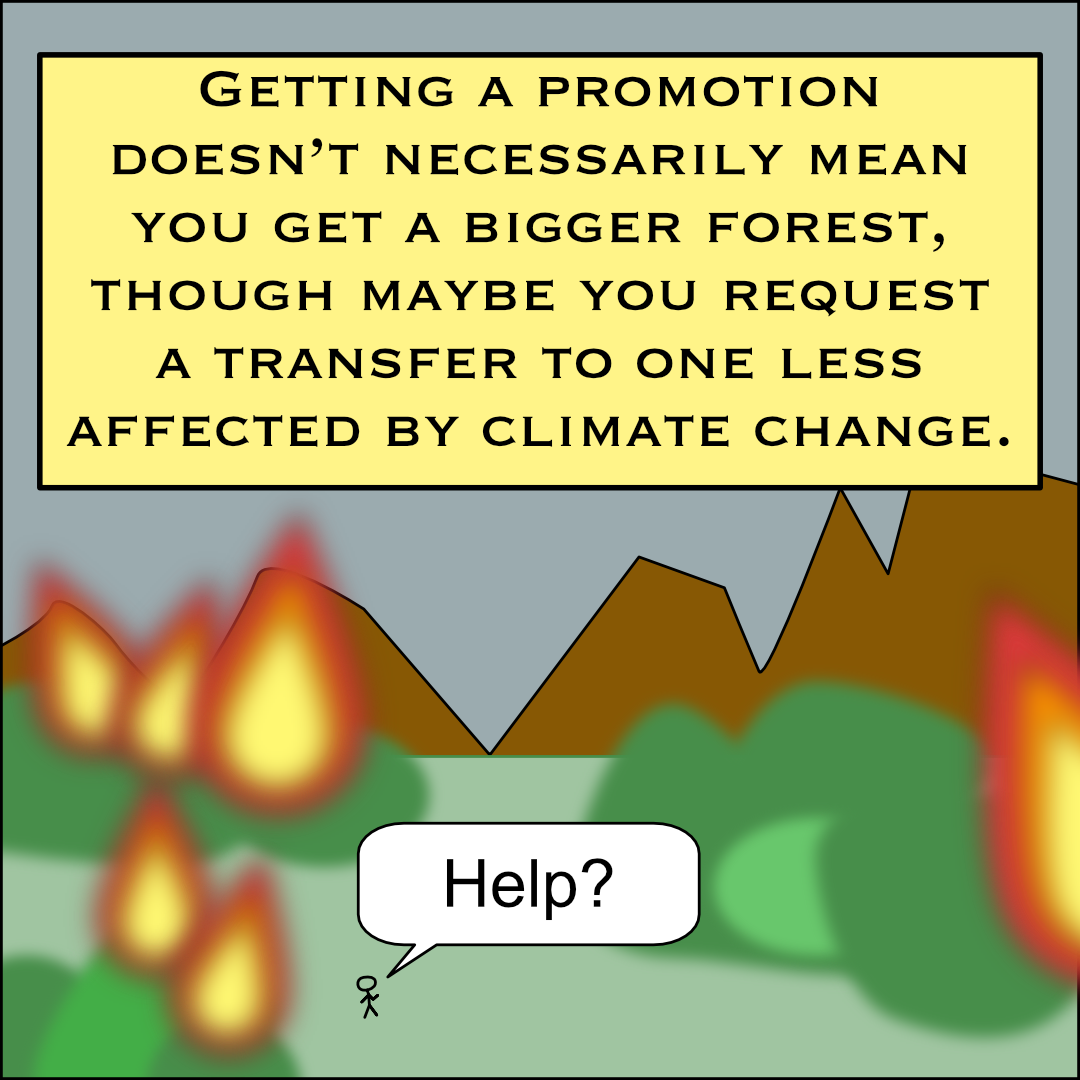 Getting a promotion
doesn't necessarily mean
you get a bigger forest,
though maybe you request
a transfer to one less
affected by climate change.
Help?